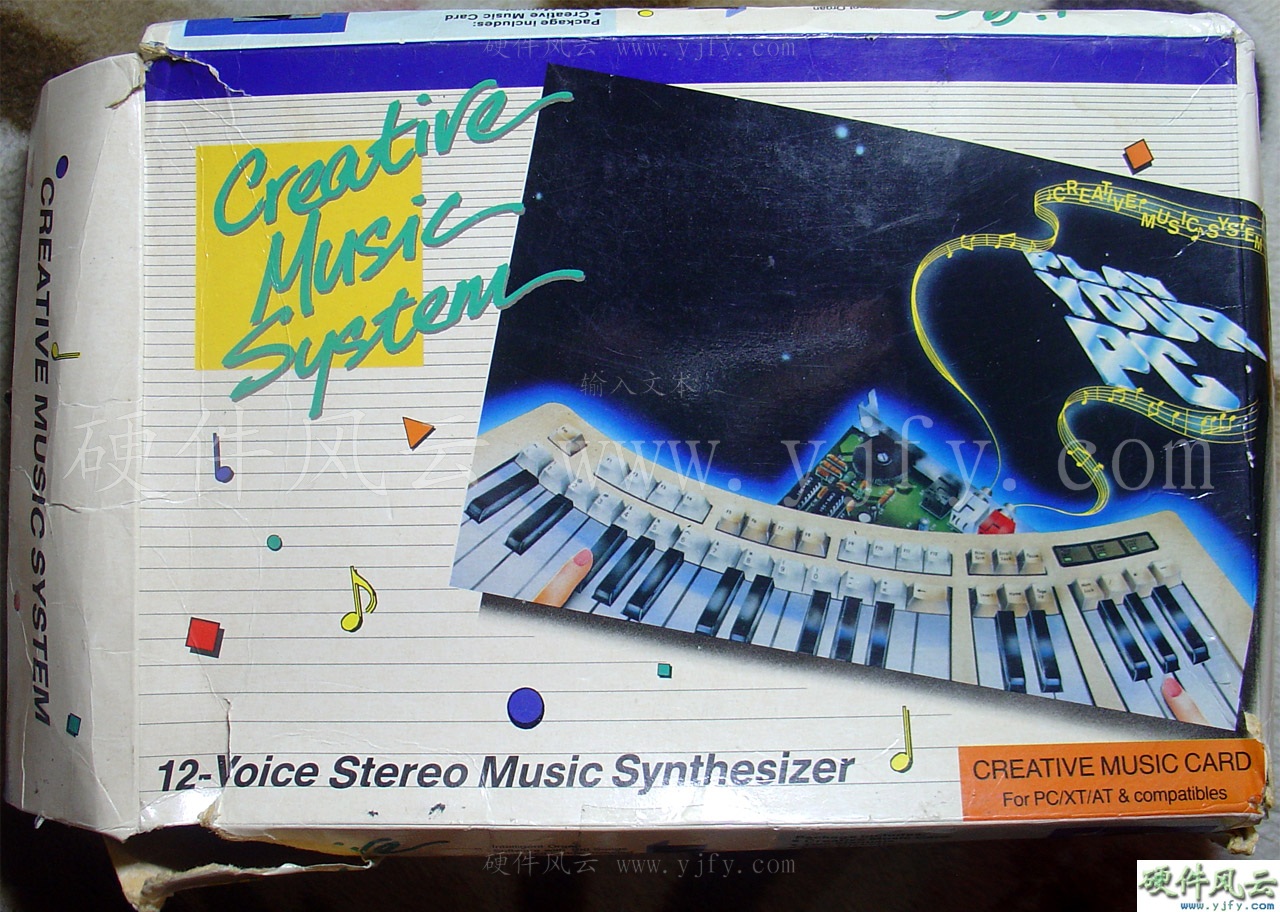 Package Includes:
• Creative Music Card
硬件风云 www.yjfy.com
Creative
Music
System
CREATIVE MUSIC SYSTEM
CREATIVE MUSIC SYSTEM
PLAY
YOUR
PC
输入文本
硬件风云 www.yjfy.com
12-Voice Stereo Music Synthesizer
CREATIVE MUSIC CARD
For PC/XT/AT & compatibles
硬件风云 www.yjfy.com
硬件风云
www.yjfy.com